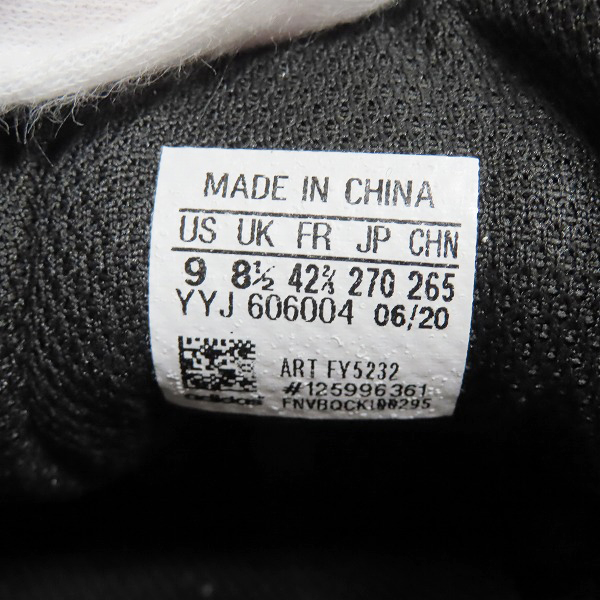 MADE IN CHINA
US UK FR JP CHN
9 8½ 42⅔ 270 265
YYJ 606004 06/20
ART FY5232
#125996361
adidas